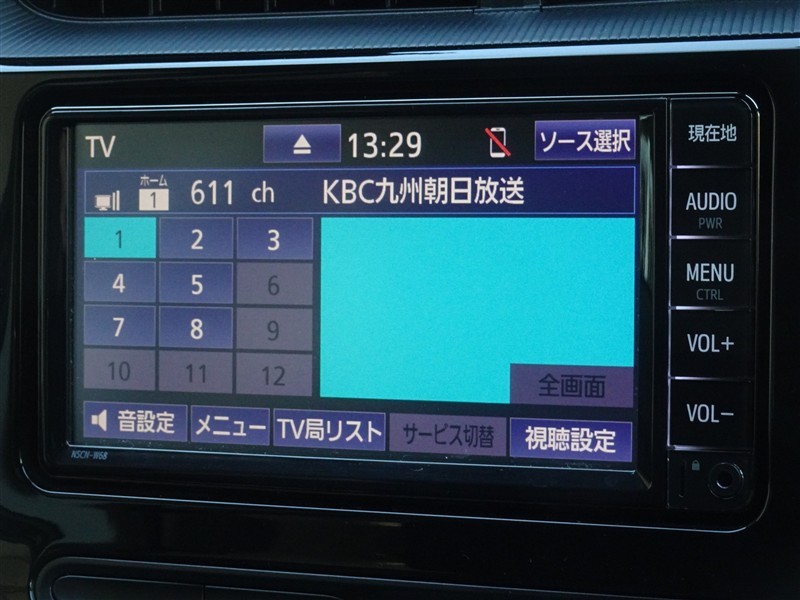 TV 13:29 ソース選択
ホーム
1 611 ch KBC九州朝日放送
1 2 3
4 5 6
7 8 9
10 11 12
全画面
音設定 メニュー TV局リスト サービス切替 視聴設定
NSCN-W68
現在地
AUDIO
PWR
MENU
CTRL
VOL+
VOL−